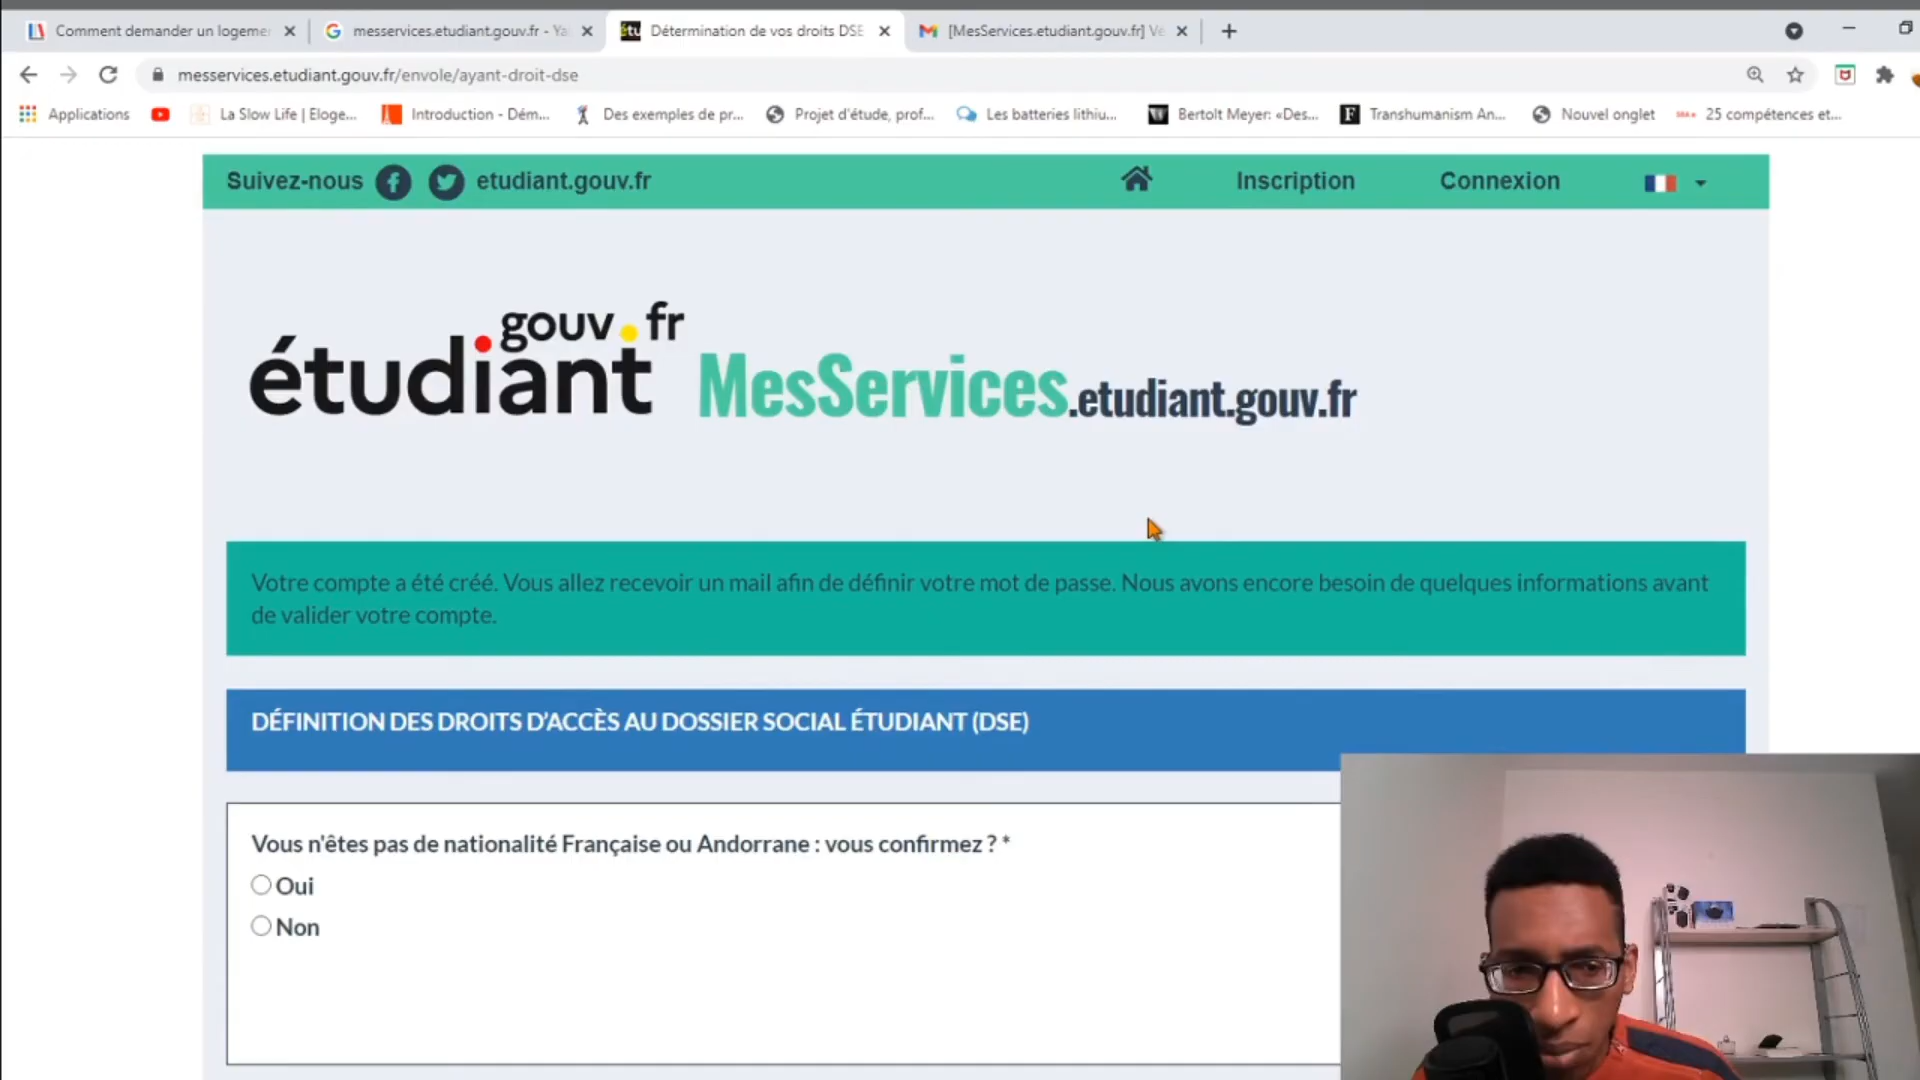 Comment demander un logeme
messervices.etudiant.gouv.fr - Ya
étu
Détermination de vos droits DSE
[MesServices.etudiant.gouv.fr] Vé
messervices.etudiant.gouv.fr/envole/ayant-droit-dse
Applications
La Slow Life | Eloge...
Introduction - Dém...
Des exemples de pr...
Projet d'étude, prof...
Les batteries lithiu...
Bertolt Meyer: «Des...
Transhumanism An...
Nouvel onglet
25 compétences et...
Suivez-nous
etudiant.gouv.fr
Inscription
Connexion
gouv.fr
étudiant
MesServices.etudiant.gouv.fr
Votre compte a été créé. Vous allez recevoir un mail afin de définir votre mot de passe. Nous avons encore besoin de quelques informations avant
de valider votre compte.
DÉFINITION DES DROITS D'ACCÈS AU DOSSIER SOCIAL ÉTUDIANT (DSE)
Vous n'êtes pas de nationalité Française ou Andorrane : vous confirmez ? *
Oui
Non